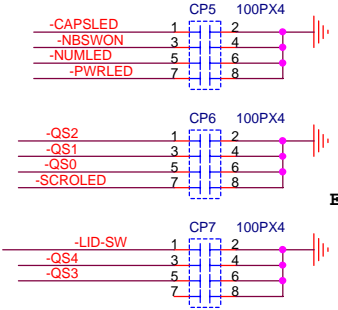 CP5 100PX4
-CAPSLED 1 2
-NBSWON 3 4
-NUMLED 5 6
-PWRLED 7 8
CP6 100PX4
-QS2 1 2
-QS1 3 4
-QS0 5 6
-SCROLED 7 8
E
CP7 100PX4
-LID-SW 1 2
-QS4 3 4
-QS3 5 6
7 8